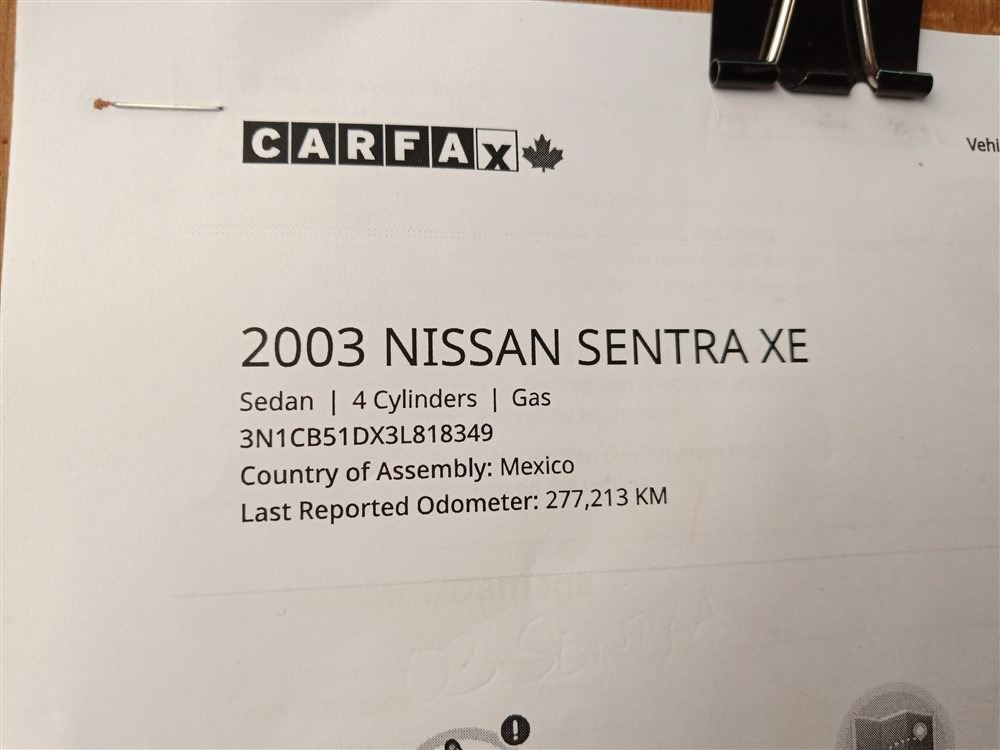 CARFAX
Vehi
2003 NISSAN SENTRA XE
Sedan | 4 Cylinders | Gas
3N1CB51DX3L818349
Country of Assembly: Mexico
Last Reported Odometer: 277,213 KM